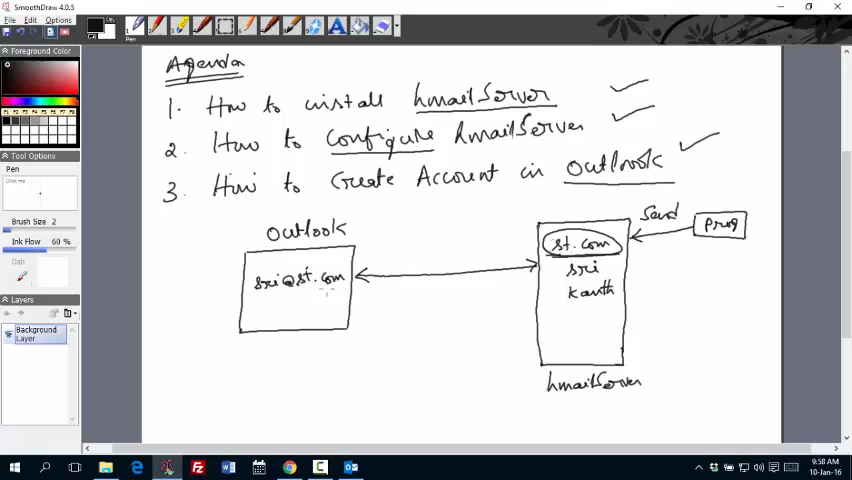 SmoothDraw 4.0.5
File Edit Options
Foreground Color
Tool Options
Pen
Click me
Brush Size 2
Ink Flow 60 %
Dab
Layers
Background
Layer
Pen
Agenda
1. How to install hmailServer
2. How to Configure hmailServer
3. How to Create Account in Outlook
Outlook
sri@st.com
st.com
sri
kanth
hmailServer
Send
prog
9:58 AM
10-Jan-16